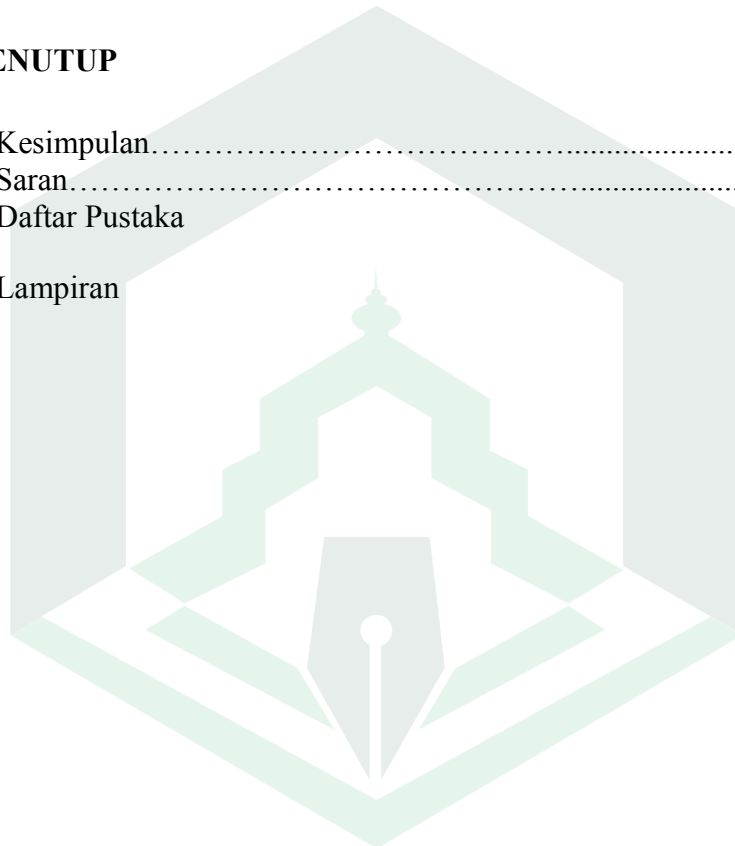 ENUTUP
Kesimpulan……………………………………........................
Saran…………………………………………........................
Daftar Pustaka
Lampiran